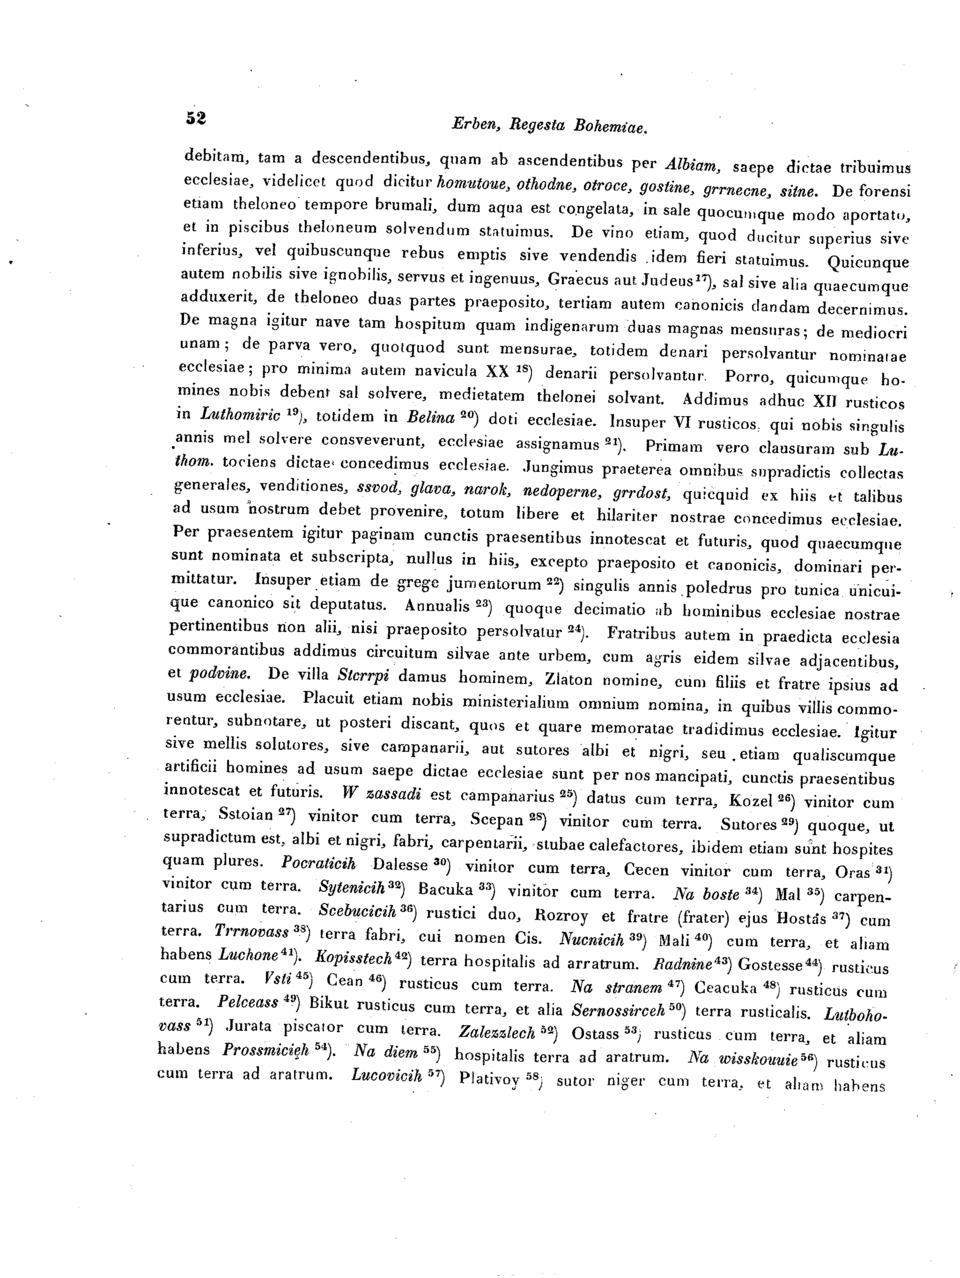 52
Erben, Regesta Bohemiae.
debitam, tam a descendentibus, quam ab ascendentibus per Albiam, saepe dictae tribuimus
ecclesiae, videlicet quod dicitur homutoue, othodne, otroce, gostine, grrnecne, sitne. De forensi
etiam theloneo tempore brumali, dum aqua est congelata, in sale quocumque modo aportato,
et in piscibus theloneum solvendum statuimus. De vino etiam, quod ducitur superius sive
inferius, vel quibuscunque rebus emptis sive vendendis idem fieri statuimus. Quicunque
autem nobilis sive ignobilis, servus et ingenuus, Graecus aut Judeus 17), sal sive alia quaecumque
adduxerit, de theloneo duas partes praeposito, tertiam autem canonicis dandam decernimus.
De magna igitur nave tam hospitum quam indigenarum duas magnas mensuras; de mediocri
unam; de parva vero, quotquod sunt mensurae, totidem denari persolvantur nominatae
ecclesiae; pro minima autem navicula XX 18) denarii persolvantur. Porro, quicumque ho-
mines nobis debent sal solvere, medietatem thelonei solvant. Addimus adhuc XII rusticos
in Luthomiric 19), totidem in Belina 20) doti ecclesiae. Insuper VI rusticos, qui nobis singulis
annis mel solvere consveverunt, ecclesiae assignamus 21). Primam vero clausuram sub Lu-
thom. tociens dictae concedimus ecclesiae. Jungimus praeterea omnibus supradictis collectas
generales, venditiones, ssvod, glava, narok, nedoperne, grrdost, quicquid ex hiis et talibus
ad usum nostrum debet provenire, totum libere et hilariter nostrae concedimus ecclesiae.
Per praesentem igitur paginam cunctis praesentibus innotescat et futuris, quod quaecumque
sunt nominata et subscripta, nullus in hiis, excepto praeposito et canonicis, dominari per-
mittatur. Insuper etiam de grege jumentorum 22) singulis annis poledrus pro tunica unicui-
que canonico sit deputatus. Annualis 23) quoque decimatio ab hominibus ecclesiae nostrae
pertinentibus non alii, nisi praeposito persolvatur 24). Fratribus autem in praedicta ecclesia
commorantibus addimus circuitum silvae ante urbem, cum agris eidem silvae adjacentibus,
et podvine. De villa Stcrrpi damus hominem, Zlaton nomine, cum filiis et fratre ipsius ad
usum ecclesiae. Placuit etiam nobis ministerialium omnium nomina, in quibus villis commo-
rentur, subnotare, ut posteri discant, quos et quare memoratae tradidimus ecclesiae. Igitur
sive mellis solutores, sive campanarii, aut sutores albi et nigri, seu etiam qualiscumque
artificii homines ad usum saepe dictae ecclesiae sunt per nos mancipati, cunctis praesentibus
innotescat et futuris. W zassadi est campanarius 25) datus cum terra, Kozel 26) vinitor cum
terra, Sstoian 27) vinitor cum terra, Scepan 28) vinitor cum terra. Sutores 29) quoque, ut
supradictum est, albi et nigri, fabri, carpentarii, stubae calefactores, ibidem etiam sunt hospites
quam plures. Pocraticih Dalesse 30) vinitor cum terra, Cecen vinitor cum terra, Oras 31)
vinitor cum terra. Sytenicih 32) Bacuka 33) vinitor cum terra. Na boste 34) Mal 35) carpen-
tarius cum terra. Scebucicih 36) rustici duo, Rozroy et fratre (frater) ejus Hostás 37) cum
terra. Trrnovass 38) terra fabri, cui nomen Cis. Nucnicih 39) Mali 40) cum terra, et aliam
habens Luchone 41). Kopisstech 42) terra hospitalis ad arratrum. Radnine 43) Gostesse 44) rusticus
cum terra. Vsti 45) Cean 46) rusticus cum terra. Na stranem 47) Ceacuka 48) rusticus cum
terra. Pelceass 49) Bikut rusticus cum terra, et alia Sernossirceh 50) terra rusticalis. Lutboho-
vass 51) Jurata piscator cum terra. Zalezzlech 52) Ostass 53) rusticus cum terra, et aliam
habens Prossmicieh 54). Na diem 55) hospitalis terra ad aratrum. Na wisskouuie 56) rusticus
cum terra ad aratrum. Lucovicih 57) Plativoy 58) sutor niger cum terra, et aliam habens